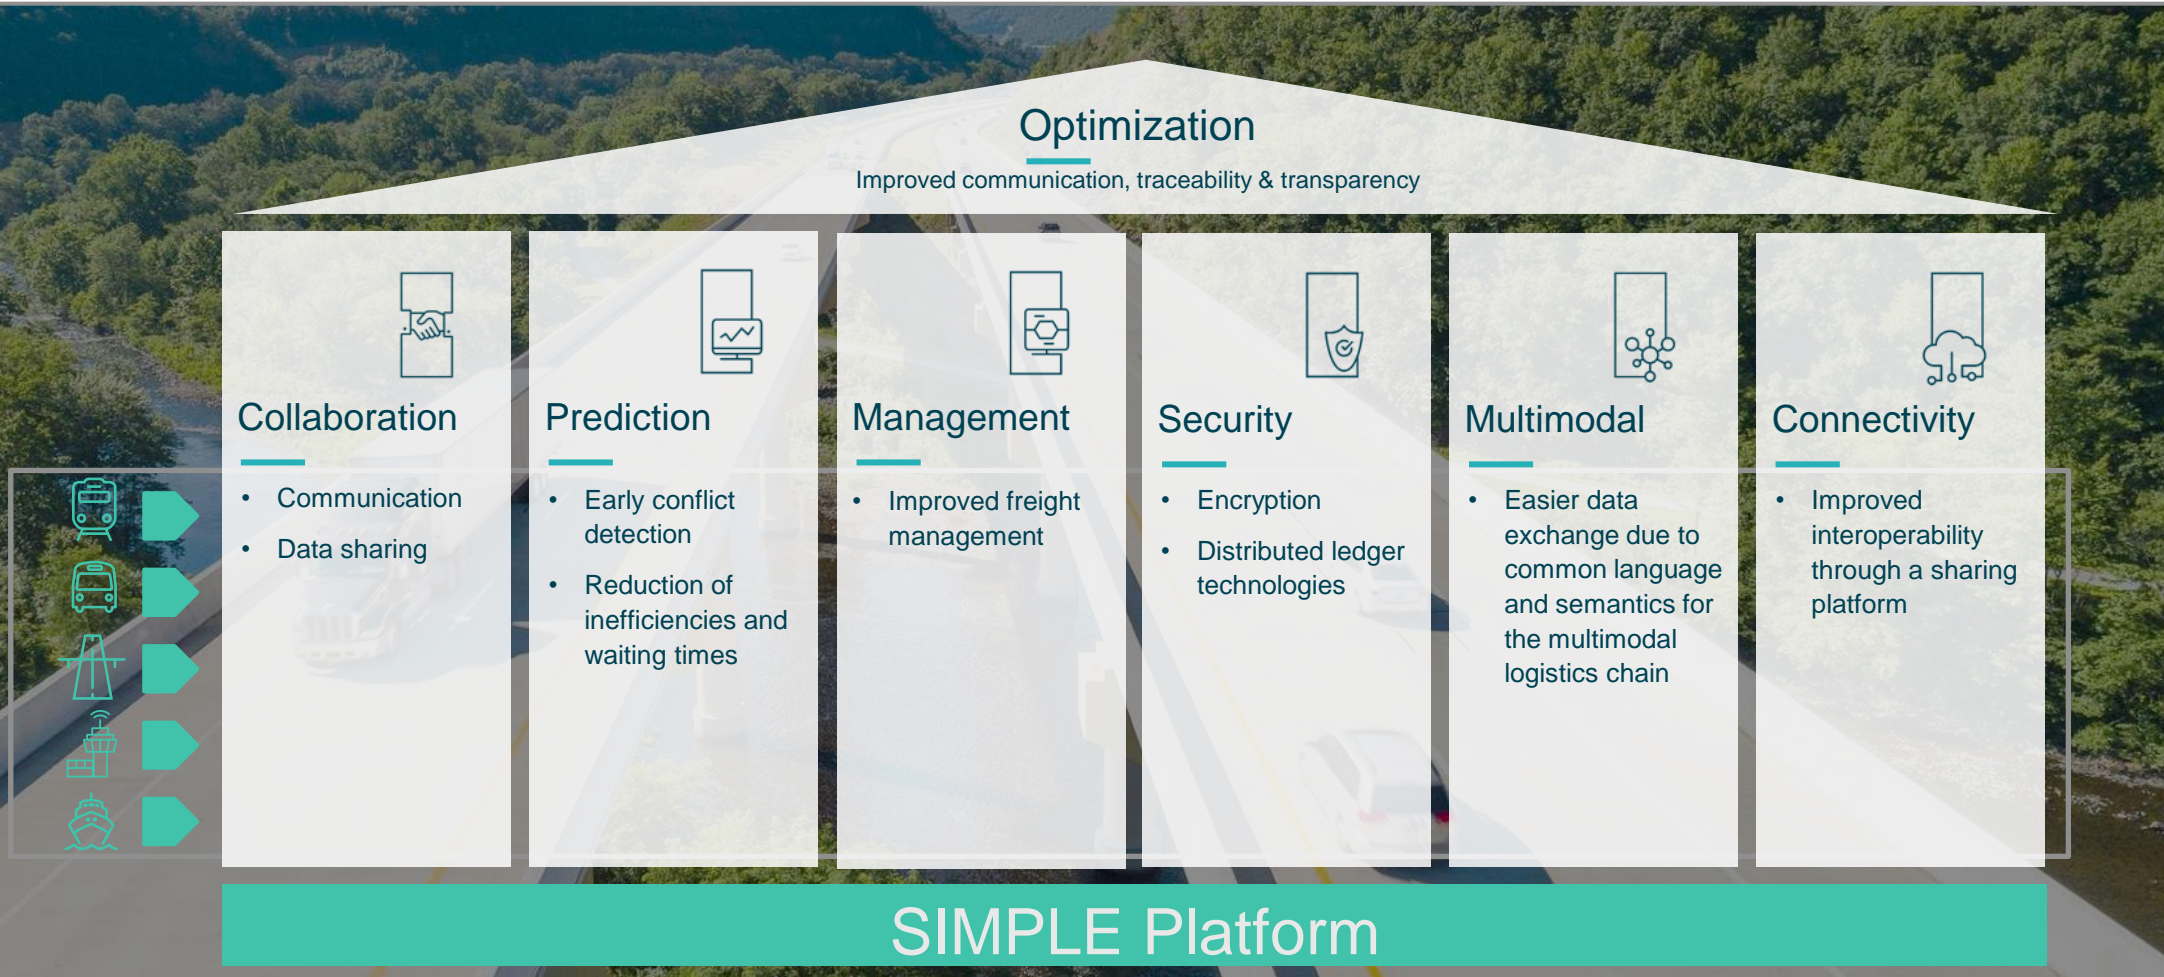 Optimization
Improved communication, traceability & transparency
Collaboration
• Communication
• Data sharing
Prediction
• Early conflict
detection
• Reduction of
inefficiencies and
waiting times
Management
• Improved freight
management
Security
• Encryption
• Distributed ledger
technologies
Multimodal
• Easier data
exchange due to
common language
and semantics for
the multimodal
logistics chain
Connectivity
• Improved
interoperability
through a sharing
platform
SIMPLE Platform